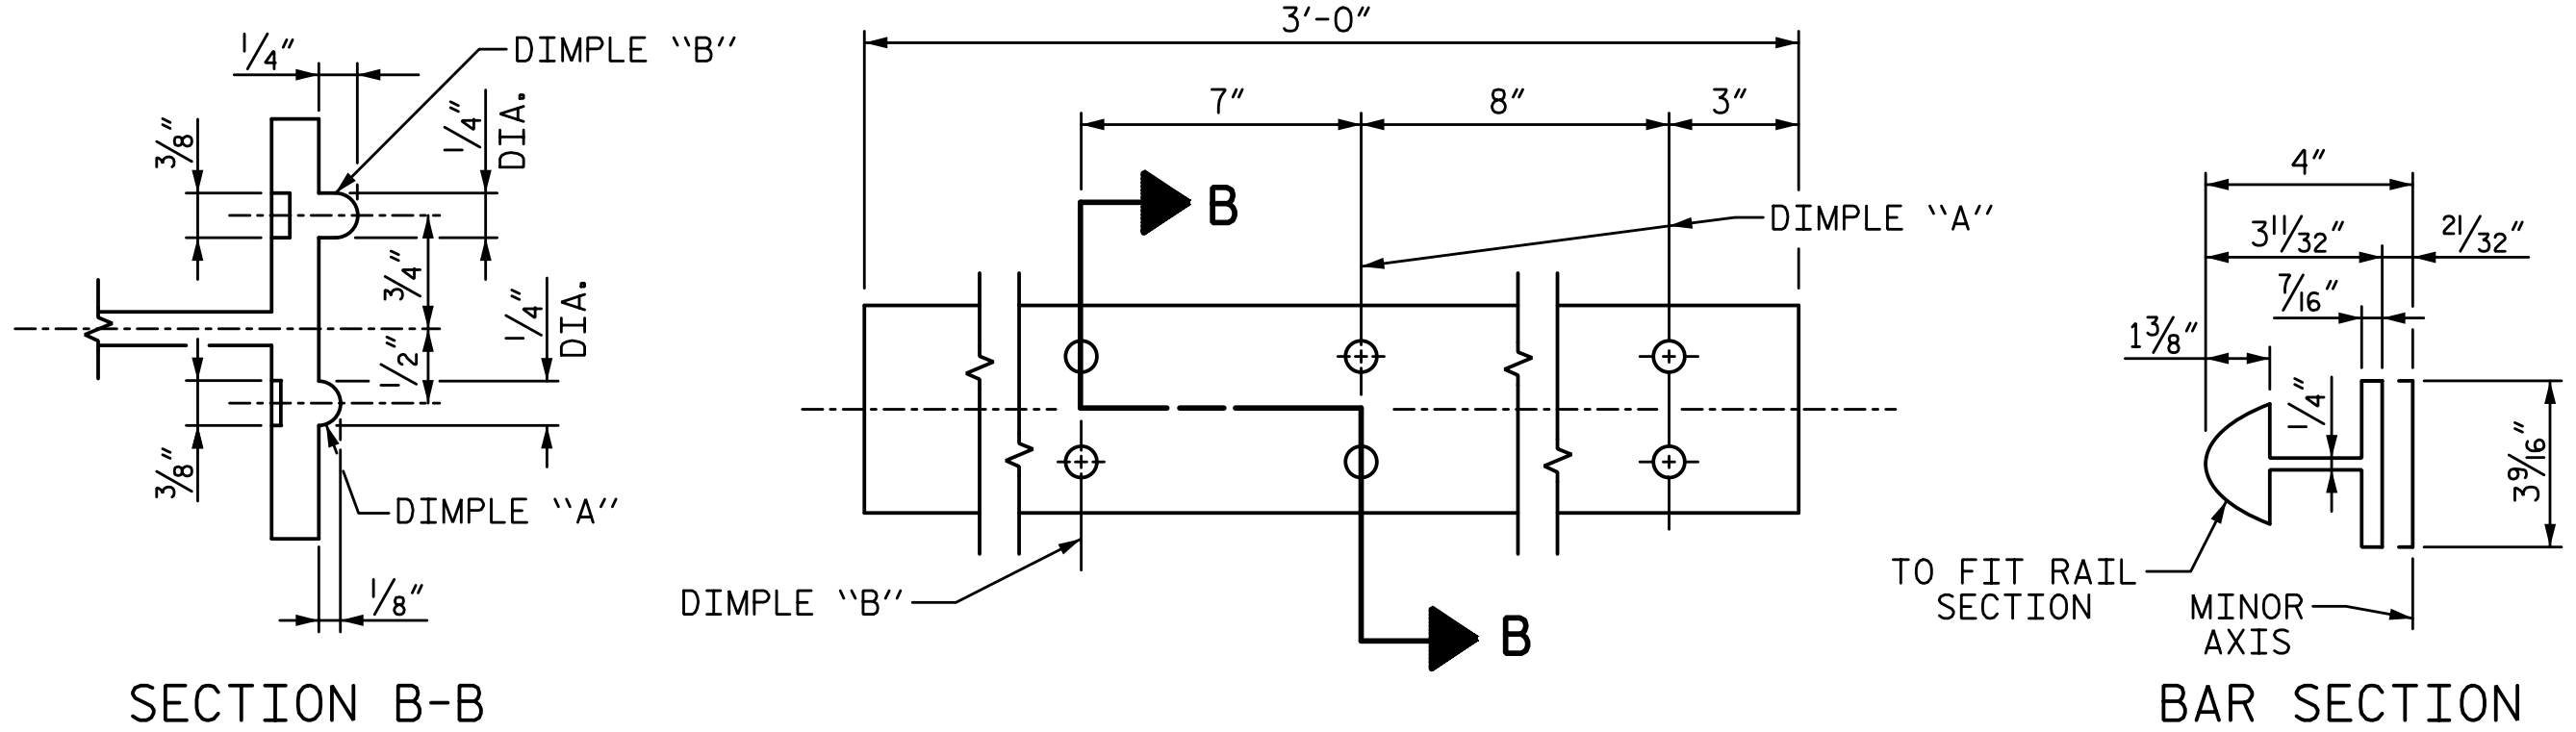 1/4"
DIMPLE "B"
3/8"
1/4"
DIA.
3/4"
1/4"
DIA.
1/2"
3/8"
DIMPLE "A"
1/8"
SECTION B-B
3'-0"
7"
8"
3"
B
DIMPLE "A"
DIMPLE "B"
B
4"
3 11/32"
21/32"
7/16"
1 3/8"
1/4"
3 9/16"
TO FIT RAIL
SECTION
MINOR
AXIS
BAR SECTION